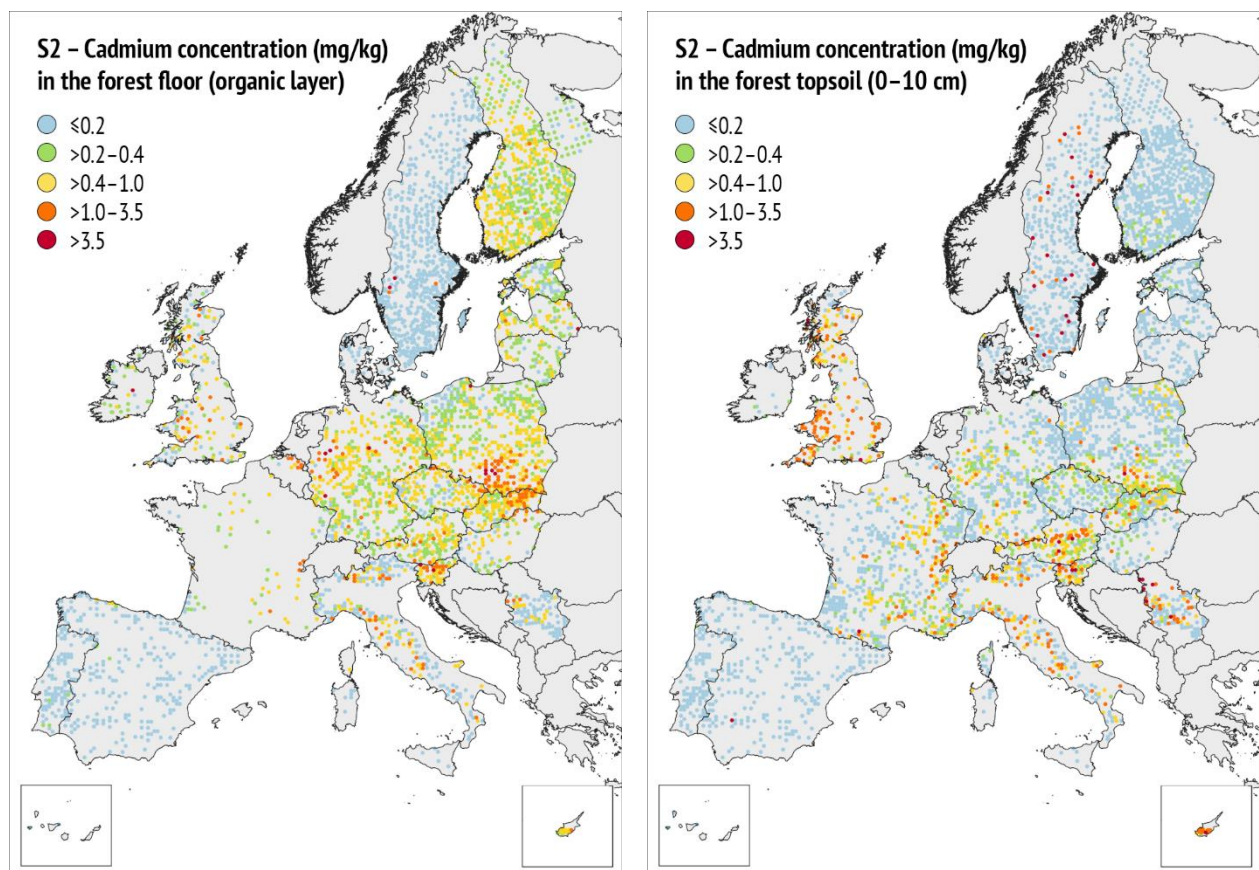 S2 – Cadmium concentration (mg/kg)
in the forest floor (organic layer)
⩽0.2
>0.2–0.4
>0.4–1.0
>1.0–3.5
>3.5
S2 – Cadmium concentration (mg/kg)
in the forest topsoil (0–10 cm)
⩽0.2
>0.2–0.4
>0.4–1.0
>1.0–3.5
>3.5